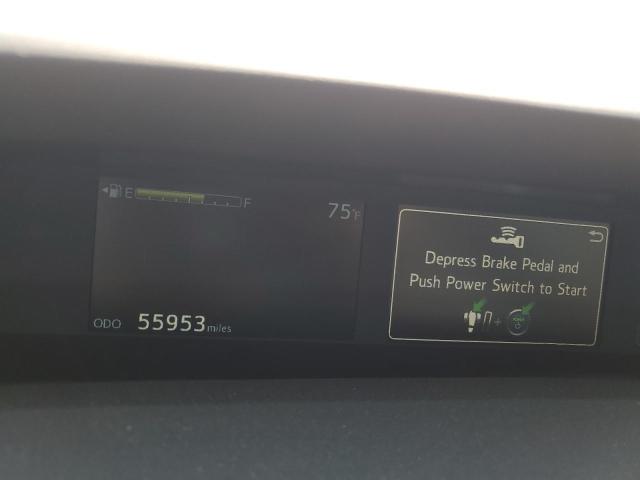 E F
75°F
ODO 55953 miles
Depress Brake Pedal and
Push Power Switch to Start
+